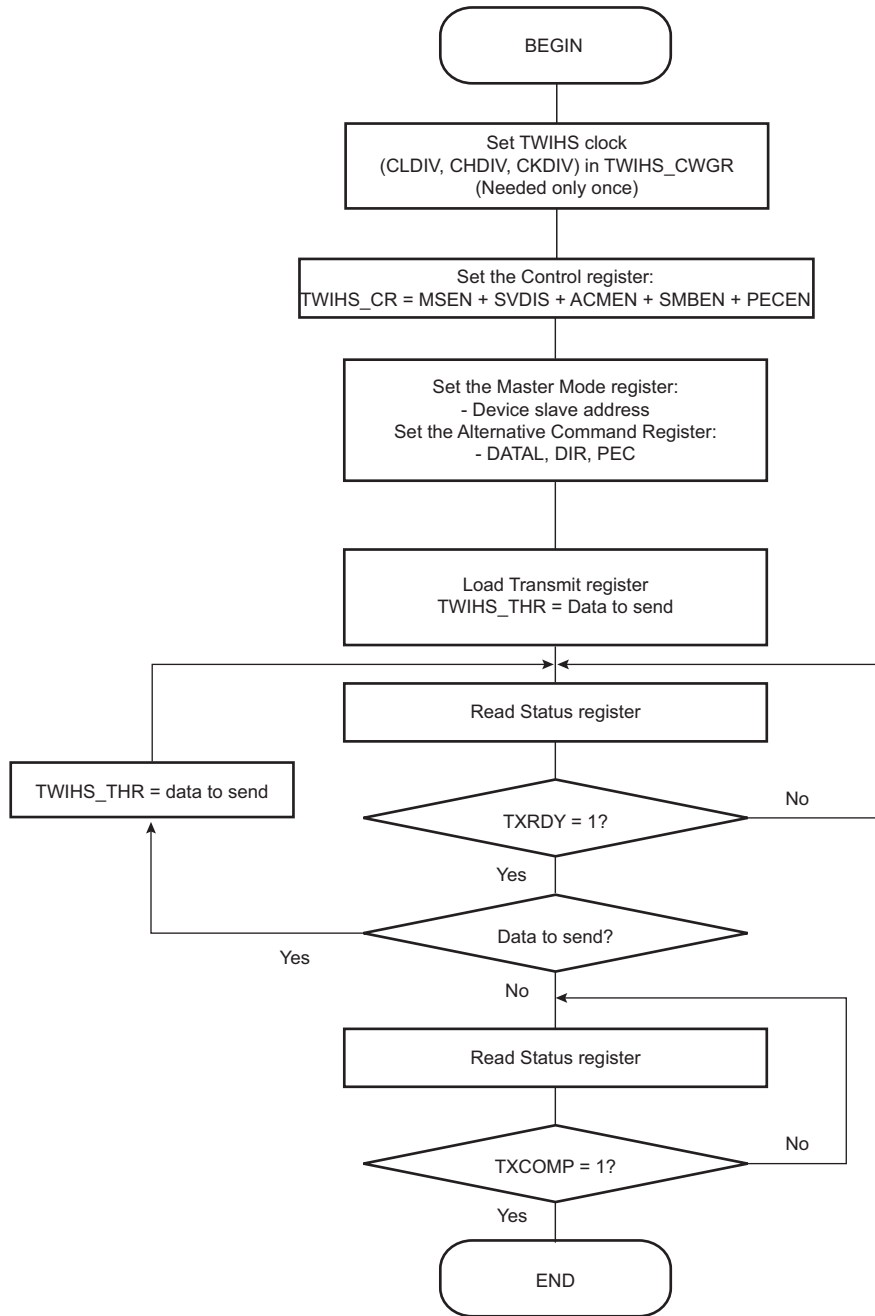 BEGIN
Set TWIHS clock
(CLDIV, CHDIV, CKDIV) in TWIHS_CWGR
(Needed only once)
Set the Control register:
TWIHS_CR = MSEN + SVDIS + ACMEN + SMBEN + PECEN
Set the Master Mode register:
- Device slave address
Set the Alternative Command Register:
- DATAL, DIR, PEC
Load Transmit register
TWIHS_THR = Data to send
Read Status register
TWIHS_THR = data to send
TXRDY = 1?
No
Yes
Data to send?
Yes
No
Read Status register
TXCOMP = 1?
No
Yes
END